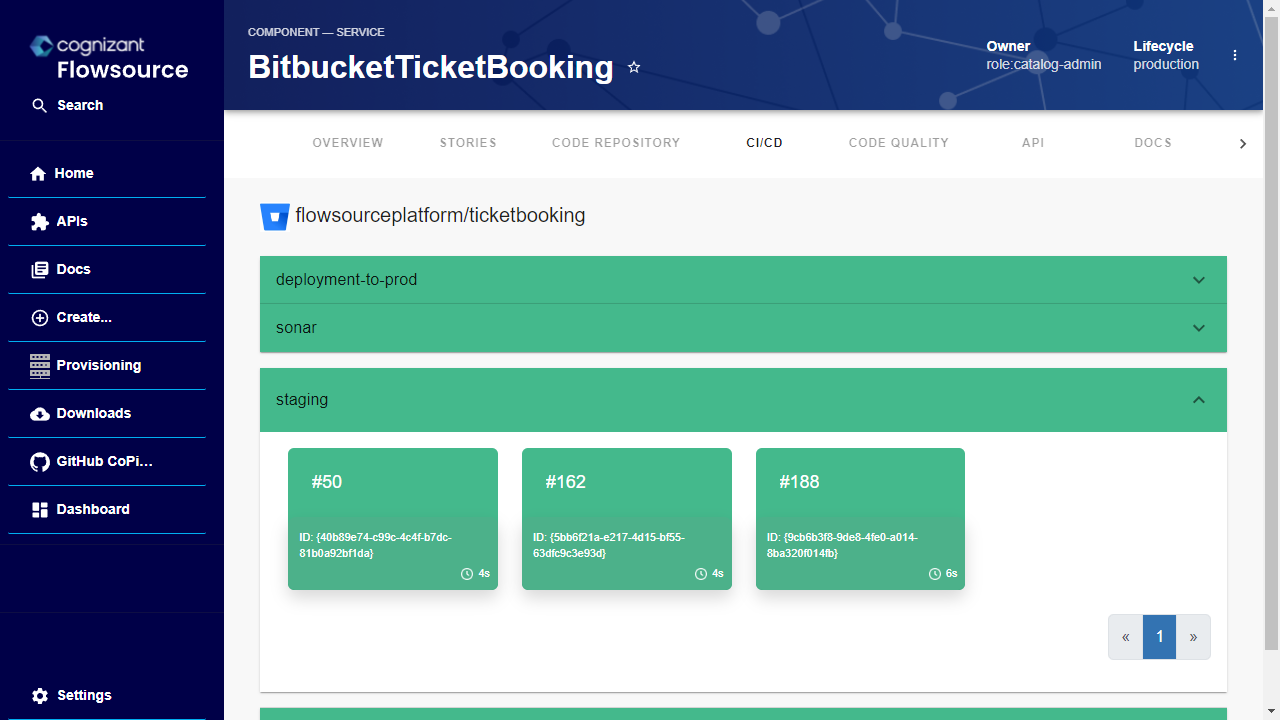 cognizant
Flowsource
Search
Home
APIs
Docs
Create...
Provisioning
Downloads
GitHub CoPi...
Dashboard
Settings
COMPONENT — SERVICE
BitbucketTicketBooking
Owner
role:catalog-admin
Lifecycle
production
OVERVIEW
STORIES
CODE REPOSITORY
CI/CD
CODE QUALITY
API
DOCS
flowsourceplatform/ticketbooking
deployment-to-prod
sonar
staging
#50
ID: {40b89e74-c99c-4c4f-b7dc-
81b0a92bf1da}
4s
#162
ID: {5bb6f21a-e217-4d15-bf55-
63dfc9c3e93d}
4s
#188
ID: {9cb6b3f8-9de8-4fe0-a014-
8ba320f014fb}
6s
« 1 »